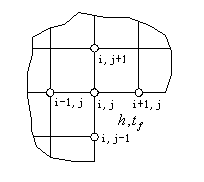 i, j+1
i-1, j
i, j
i+1, j
h, t_f
i, j-1